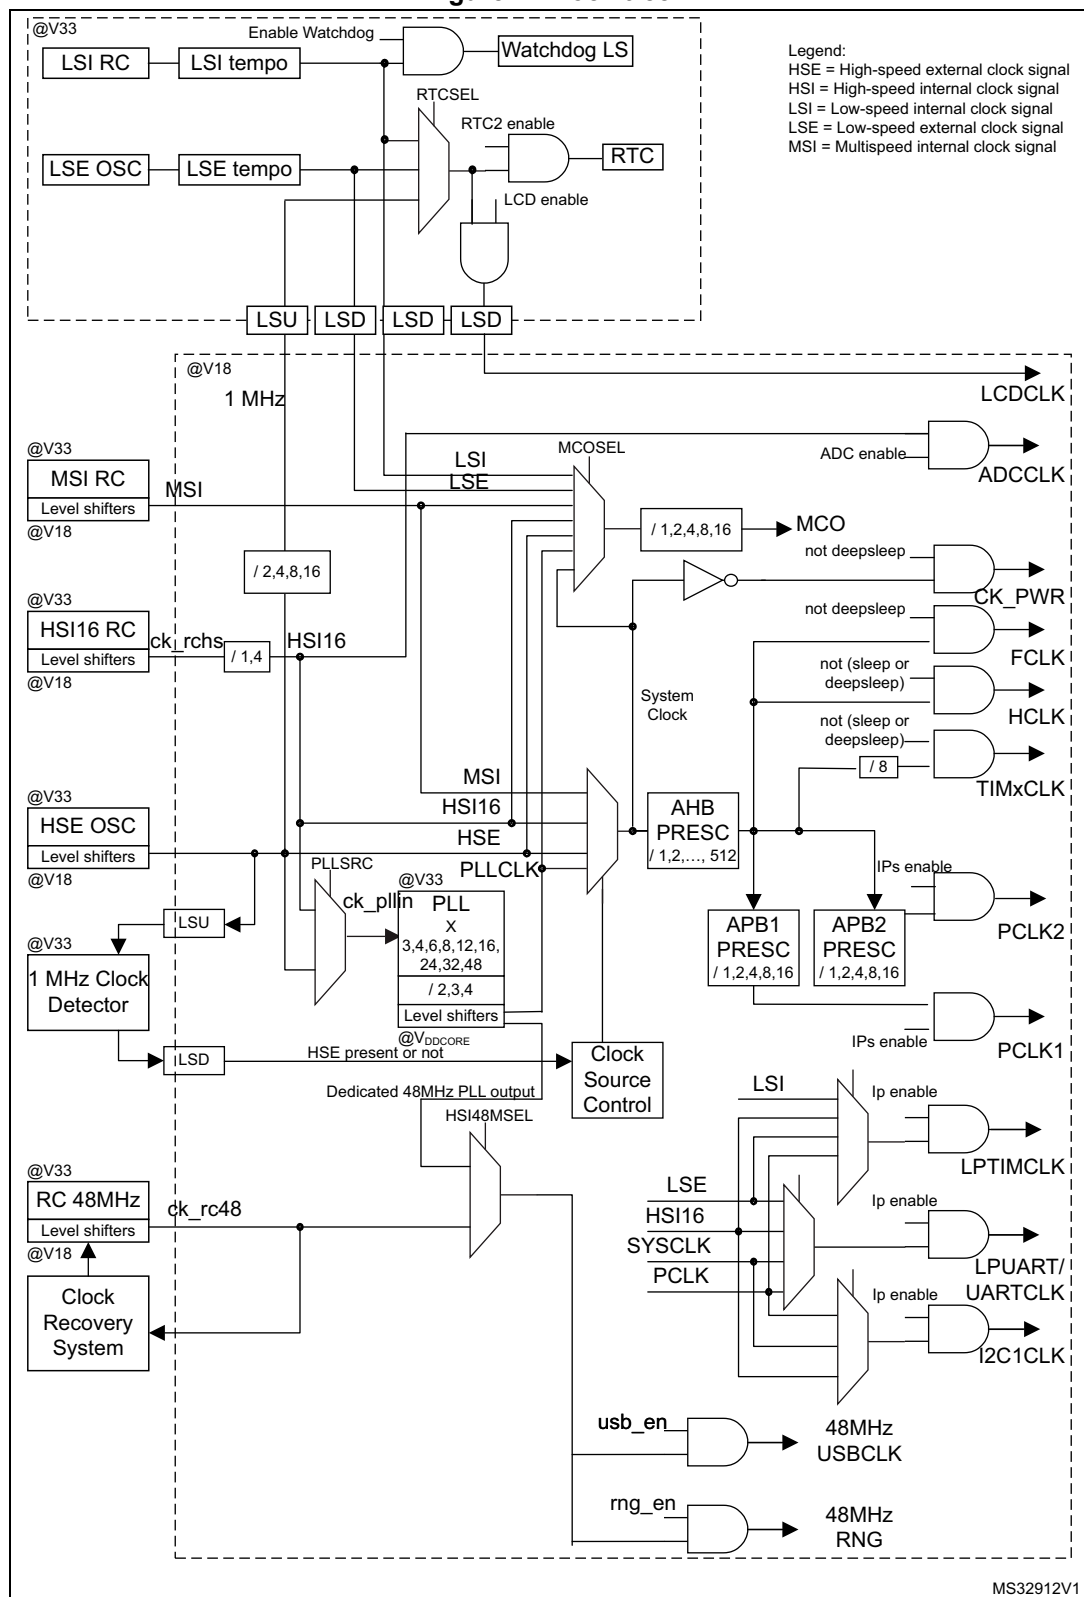 @V33
Enable Watchdog
Watchdog LS
LSI RC
LSI tempo
RTCSEL
RTC2 enable
RTC
LSE OSC
LSE tempo
LCD enable
LSU
LSD
LSD
LSD
Legend:
HSE = High-speed external clock signal
HSI = High-speed internal clock signal
LSI = Low-speed internal clock signal
LSE = Low-speed external clock signal
MSI = Multispeed internal clock signal
@V18
1 MHz
LCDCLK
@V33
MSI RC
Level shifters
@V18
MSI
LSI
LSE
MCOSEL
ADC enable
ADCCLK
/ 1,2,4,8,16
MCO
/ 2,4,8,16
not deepsleep
CK_PWR
@V33
HSI16 RC
Level shifters
@V18
ck_rchs
/ 1,4
HSI16
not deepsleep
FCLK
System
Clock
not (sleep or
deepsleep)
HCLK
not (sleep or
deepsleep)
/ 8
TIMxCLK
MSI
HSI16
HSE
PLLCLK
@V33
HSE OSC
Level shifters
@V18
AHB
PRESC
/ 1,2,…, 512
PLLSRC
ck_pllin
@V33
PLL
X
3,4,6,8,12,16,
24,32,48
/ 2,3,4
Level shifters
@VDDCORE
IPs enable
PCLK2
APB1
PRESC
/ 1,2,4,8,16
APB2
PRESC
/ 1,2,4,8,16
LSU
@V33
1 MHz Clock
Detector
LSD
HSE present or not
Clock
Source
Control
IPs enable
PCLK1
Dedicated 48MHz PLL output
HSI48MSEL
LSI
Ip enable
LPTIMCLK
@V33
RC 48MHz
Level shifters
@V18
ck_rc48
LSE
HSI16
SYSCLK
PCLK
Ip enable
LPUART/
UARTCLK
Clock
Recovery
System
Ip enable
I2C1CLK
usb_en
48MHz
USBCLK
rng_en
48MHz
RNG
MS32912V1